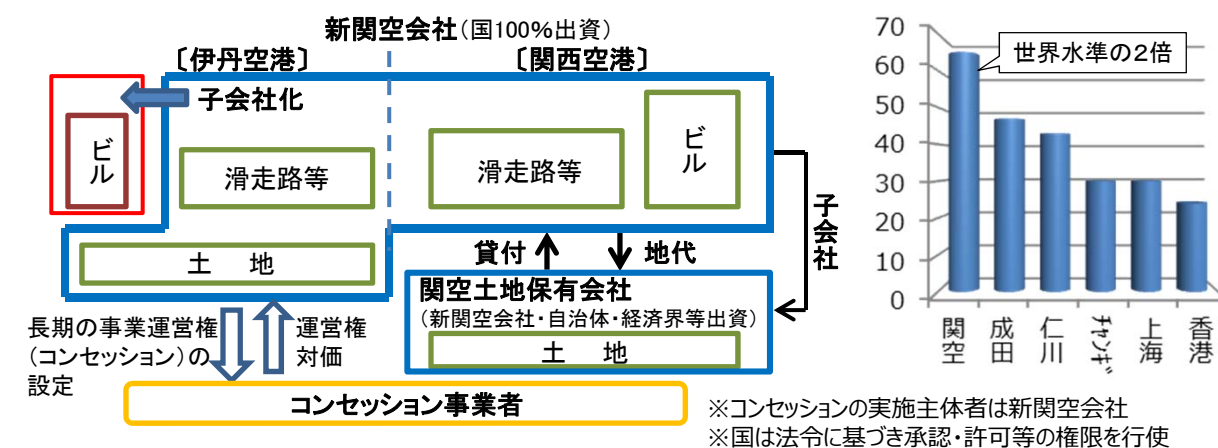 新関空会社(国100%出資)
〔伊丹空港〕
〔関西空港〕
子会社化
ビル
滑走路等
土 地
滑走路等
ビル
子会社
貸付
地代
関空土地保有会社
(新関空会社・自治体・経済界等出資)
土 地
長期の事業運営権
(コンセッション)の
設定
運営権
対価
コンセッション事業者
70
60
50
40
30
20
10
0
世界水準の2倍
関空
成田
仁川
チャンギ
上海
香港
※コンセッションの実施主体者は新関空会社
※国は法令に基づき承認・許可等の権限を行使